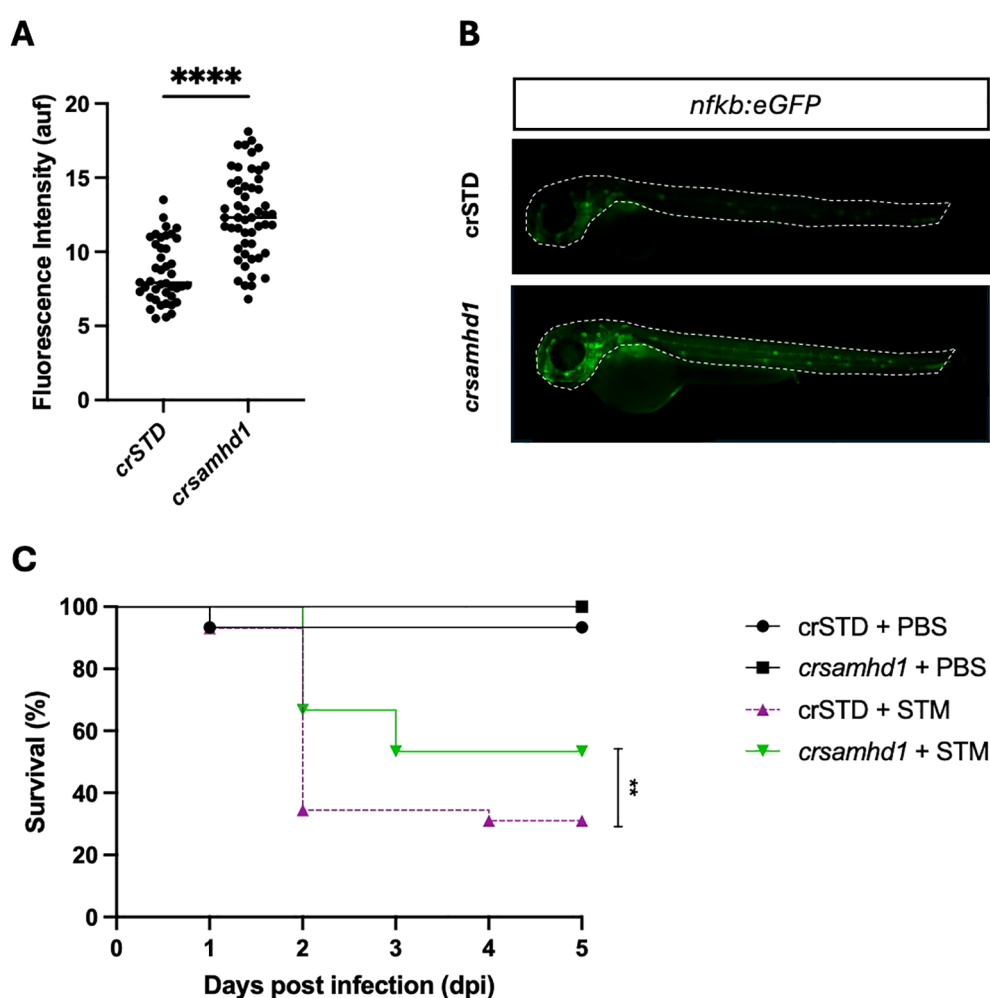 A
B
****
Fluorescence Intensity (auf)
20
15
10
5
0
crSTD
crsamhd1
nfkb:eGFP
crSTD
crsamhd1
C
Survival (%)
100
80
60
40
20
0
0 1 2 3 4 5
Days post infection (dpi)
**
crSTD + PBS
crsamhd1 + PBS
crSTD + STM
crsamhd1 + STM